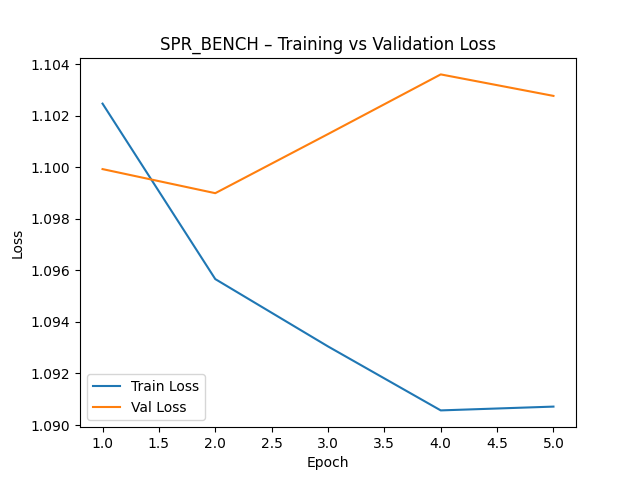 SPR_BENCH – Training vs Validation Loss
1.104
1.102
1.100
1.098
1.096
1.094
1.092
1.090
Loss
Train Loss
Val Loss
1.0 1.5 2.0 2.5 3.0 3.5 4.0 4.5 5.0
Epoch